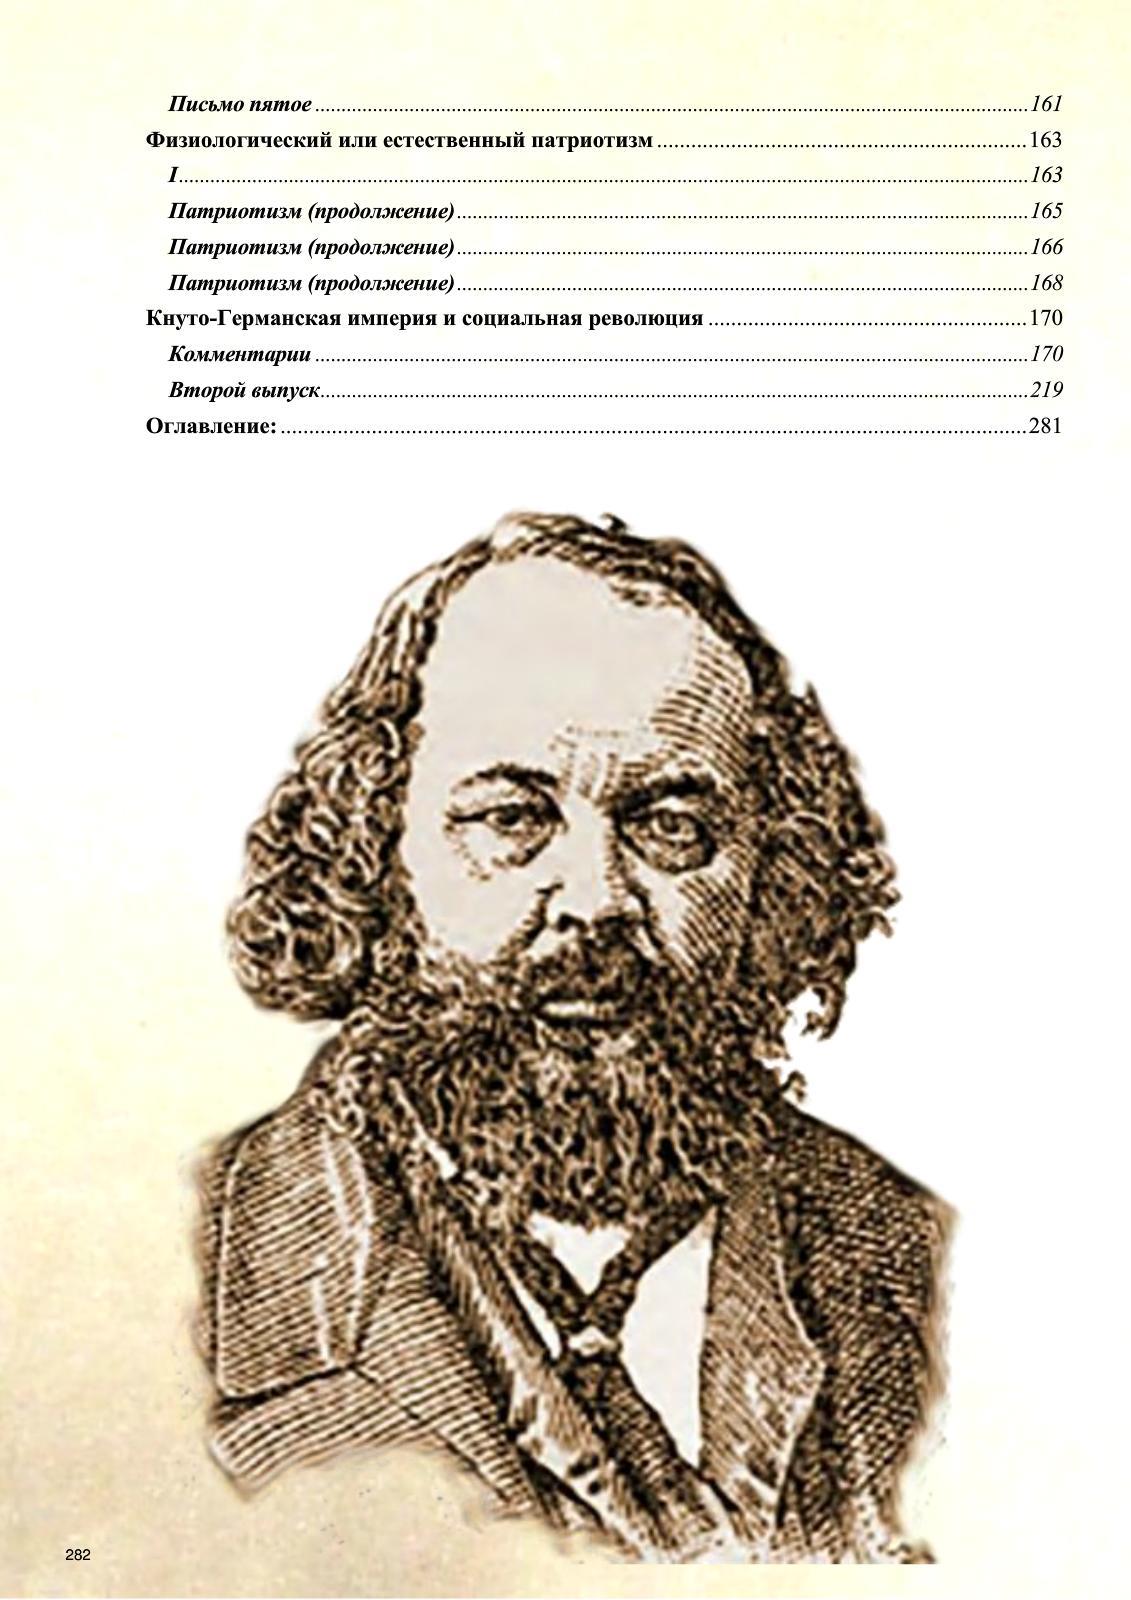 Письмо пятое ........ 161
Физиологический или естественный патриотизм ........ 163
I ........ 163
Патриотизм (продолжение) ........ 165
Патриотизм (продолжение) ........ 166
Патриотизм (продолжение) ........ 168
Кнуто-Германская империя и социальная революция ........ 170
Комментарии ........ 170
Второй выпуск ........ 219
Оглавление: ........ 281
282